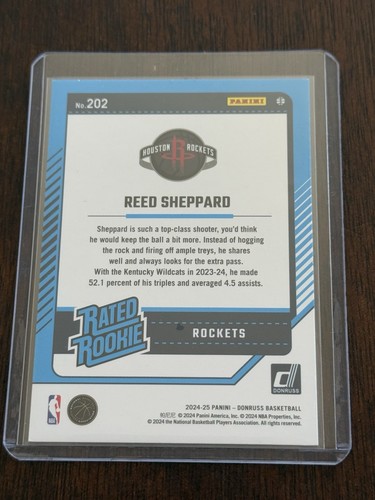 No. 202
PANINI
HOUSTON ROCKETS
REED SHEPPARD
Sheppard is such a top-class shooter, you'd think
he would keep the ball a bit more. Instead of hogging
the rock and firing off ample treys, he shares
well and always looks for the extra pass.
With the Kentucky Wildcats in 2023-24, he made
52.1 percent of his triples and averaged 4.5 assists.
RATED
ROOKIE
ROCKETS
DONRUSS
2024-25 PANINI – DONRUSS BASKETBALL
© 2024 Panini America, Inc. © 2024 NBA Properties, Inc.
© 2024 the National Basketball Players Association. All rights reserved.